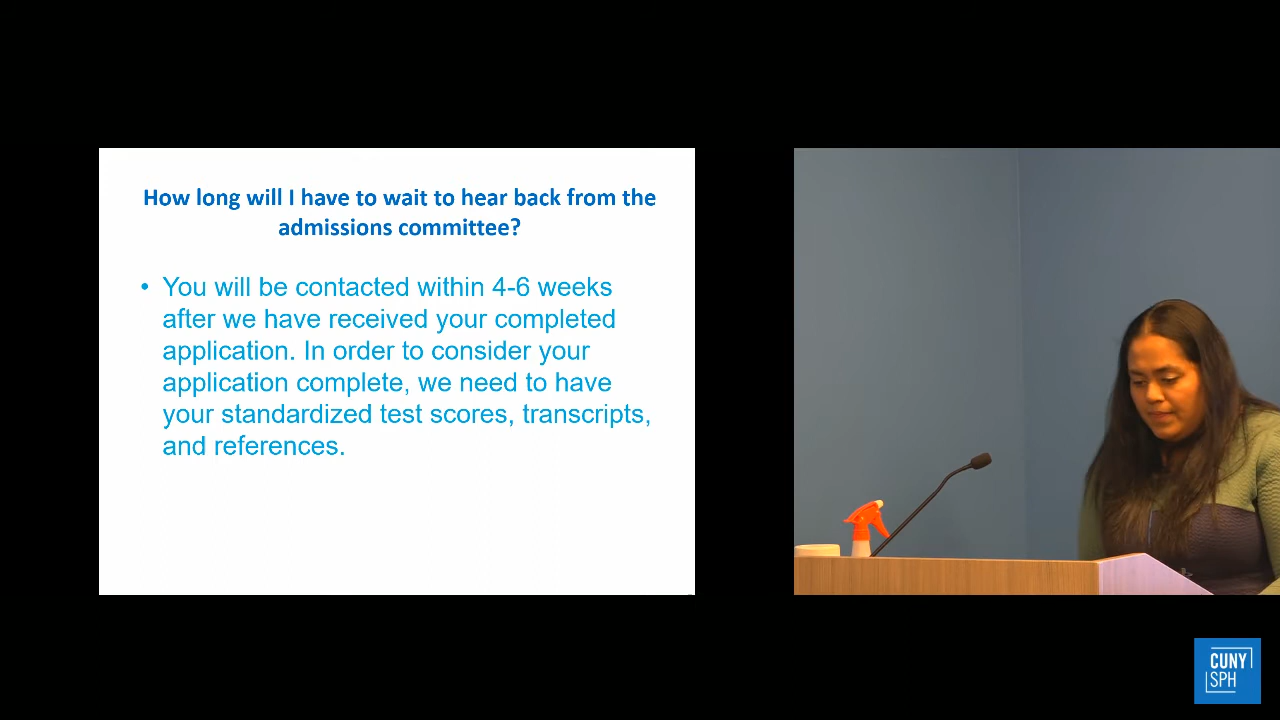 How long will I have to wait to hear back from the
admissions committee?
• You will be contacted within 4-6 weeks
after we have received your completed
application. In order to consider your
application complete, we need to have
your standardized test scores, transcripts,
and references.
CUNY
SPH